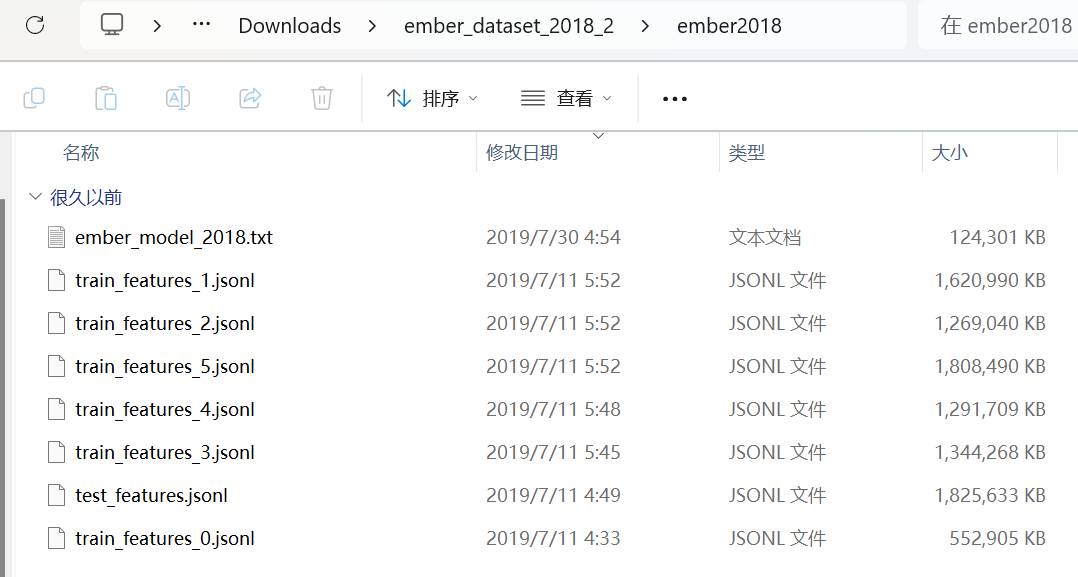 Downloads ember_dataset_2018_2 ember2018 在 ember2018
排序 查看
名称 修改日期 类型 大小
很久以前
ember_model_2018.txt 2019/7/30 4:54 文本文档 124,301 KB
train_features_1.jsonl 2019/7/11 5:52 JSONL 文件 1,620,990 KB
train_features_2.jsonl 2019/7/11 5:52 JSONL 文件 1,269,040 KB
train_features_5.jsonl 2019/7/11 5:52 JSONL 文件 1,808,490 KB
train_features_4.jsonl 2019/7/11 5:48 JSONL 文件 1,291,709 KB
train_features_3.jsonl 2019/7/11 5:45 JSONL 文件 1,344,268 KB
test_features.jsonl 2019/7/11 4:49 JSONL 文件 1,825,633 KB
train_features_0.jsonl 2019/7/11 4:33 JSONL 文件 552,905 KB